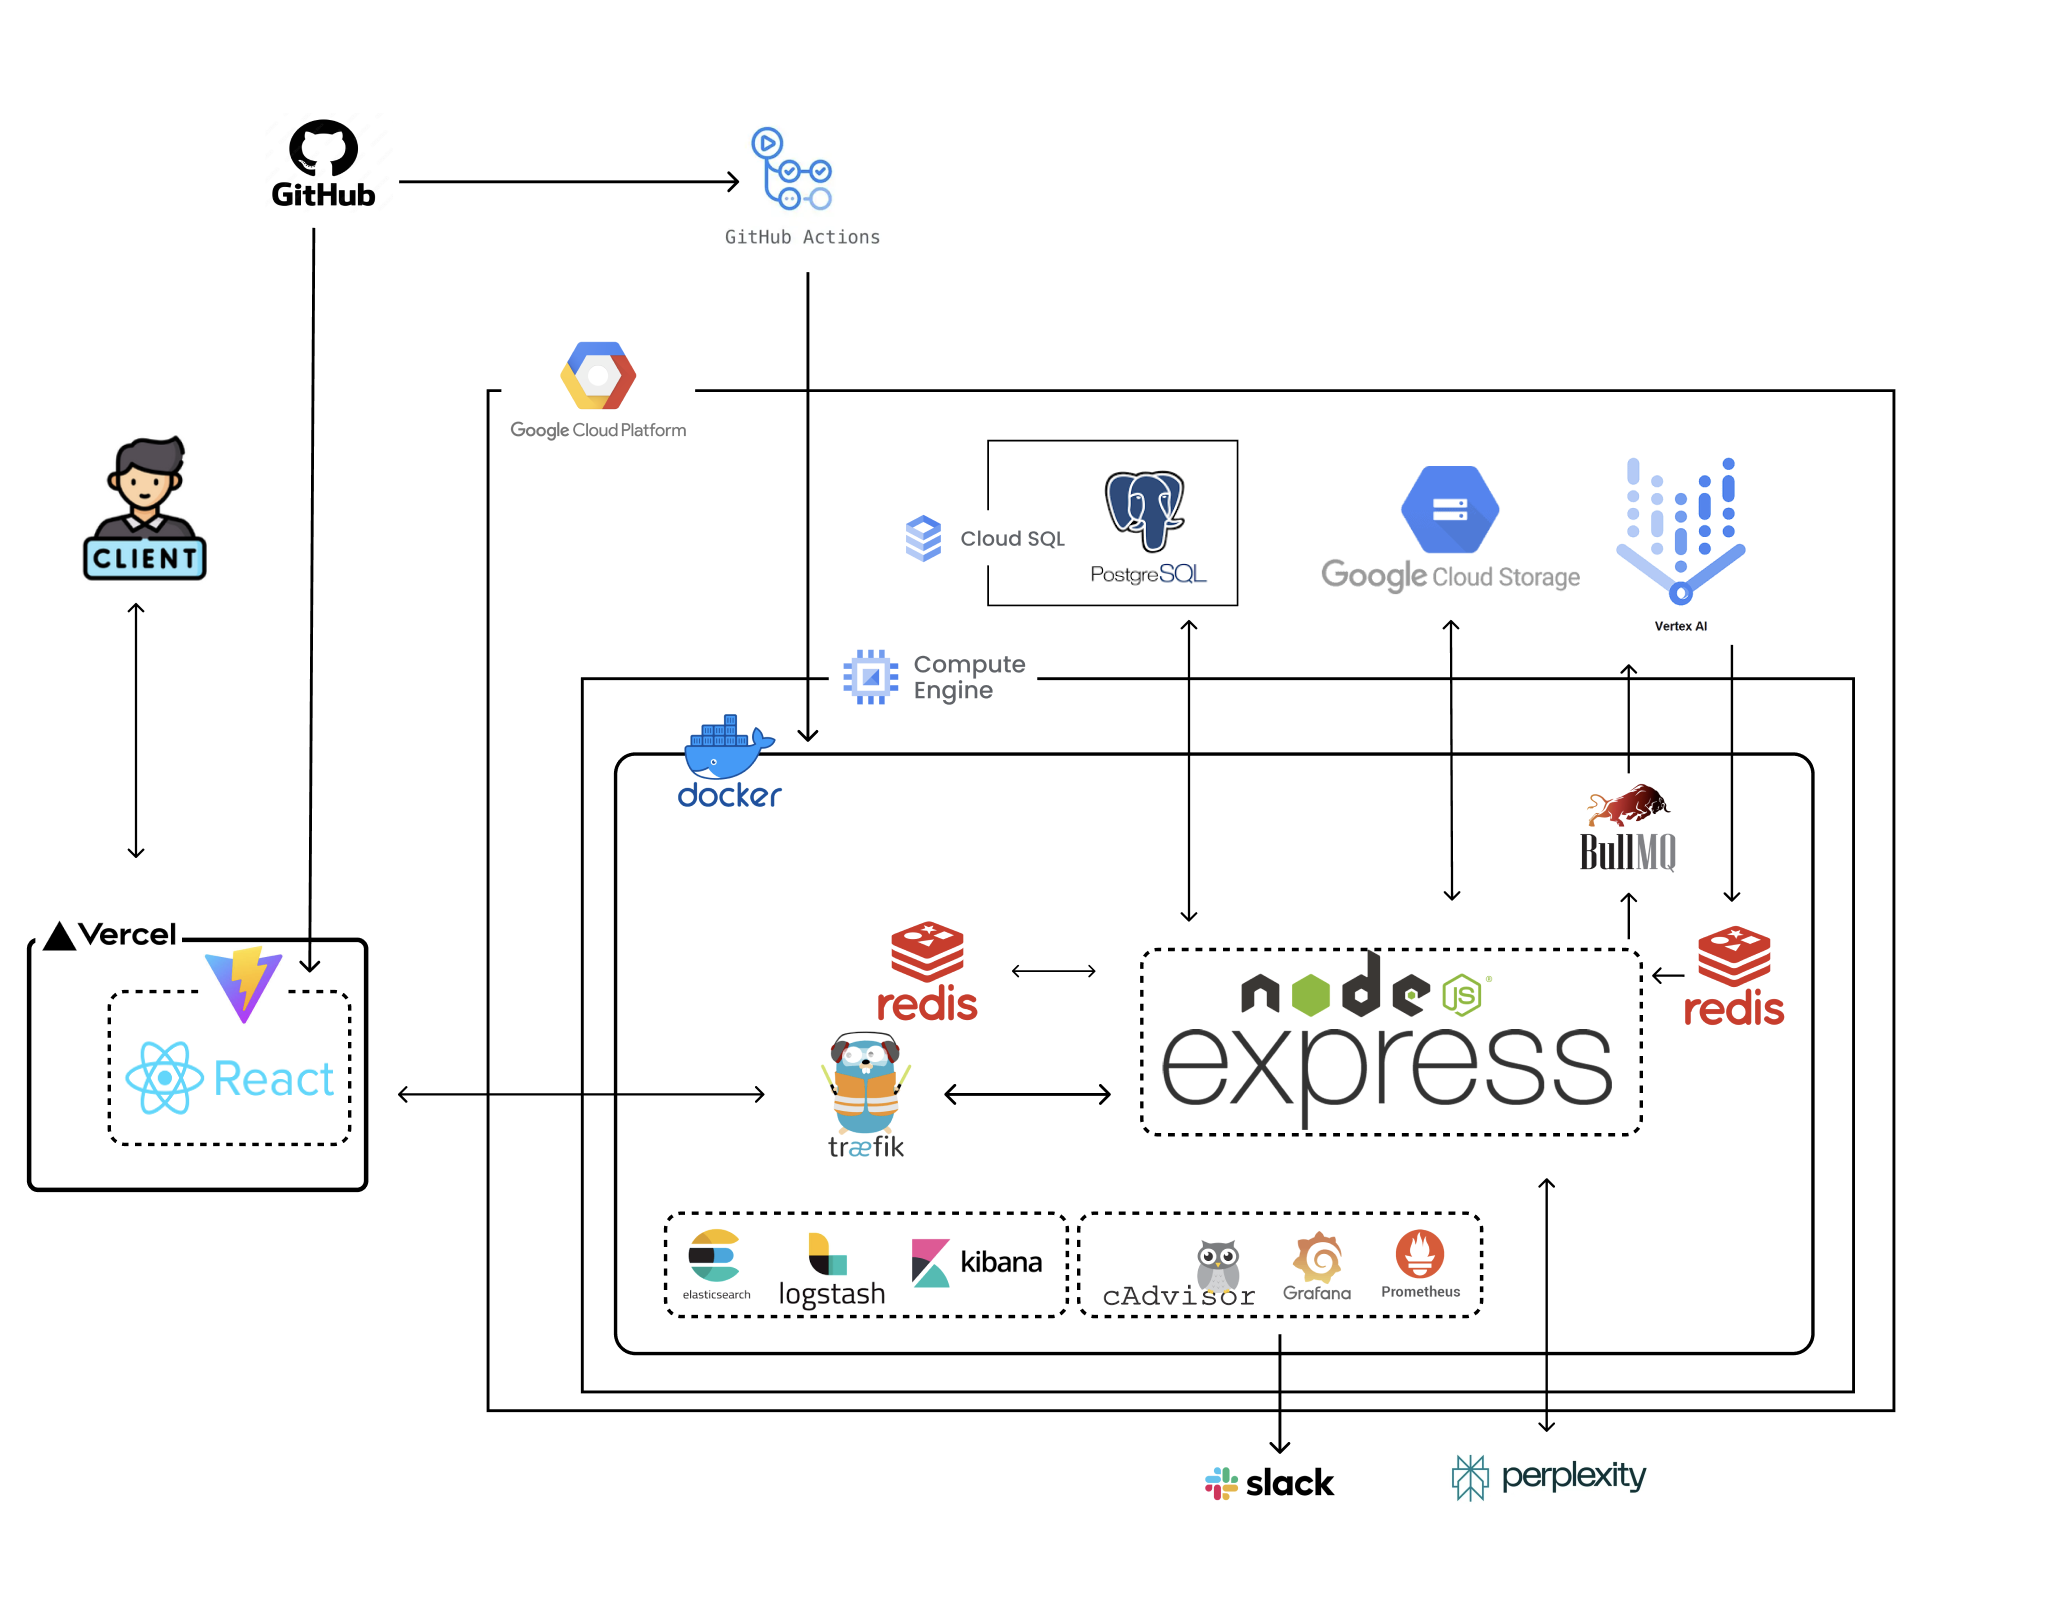 GitHub
GitHub Actions
Google Cloud Platform
CLIENT
Cloud SQL
PostgreSQL
Google Cloud Storage
Vertex AI
Compute
Engine
docker
BullMQ
Vercel
redis
node
JS
®
express
redis
React
træfik
elasticsearch
logstash
kibana
cAdvisor
Grafana
Prometheus
slack
perplexity